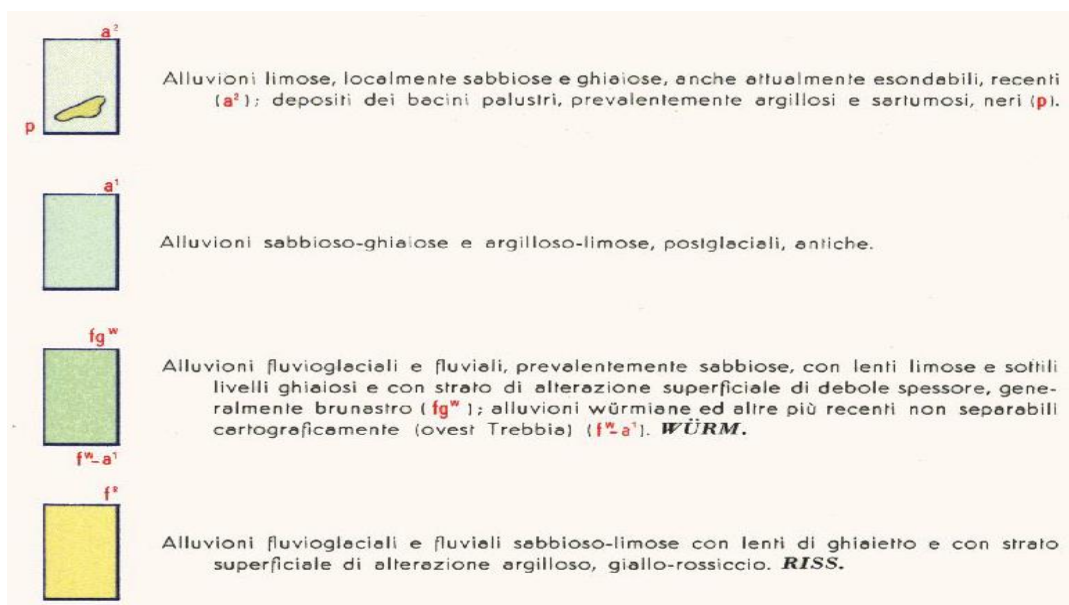 a²
Alluvioni limose, localmente sabbiose e ghiaiose, anche attualmente esondabili, recenti
(a²); depositi dei bacini palustri, prevalentemente argillosi e sartumosi, neri (p).
p
a¹
Alluvioni sabbioso-ghiaiose e argilloso-limose, postglaciali, antiche.
fgʷ
Alluvioni fluvioglaciali e fluviali, prevalentemente sabbiose, con lenti limose e sottili
livelli ghiaiosi e con strato di alterazione superficiale di debole spessore, gene-
ralmente brunastro (fgʷ); alluvioni würmiane ed altre più recenti non separabili
cartograficamente (ovest Trebbia) (fʷ-a¹). WÜRM.
fʷ-a¹
fᴿ
Alluvioni fluvioglaciali e fluviali sabbioso-limose con lenti di ghiaietto e con strato
superficiale di alterazione argilloso, giallo-rossiccio. RISS.